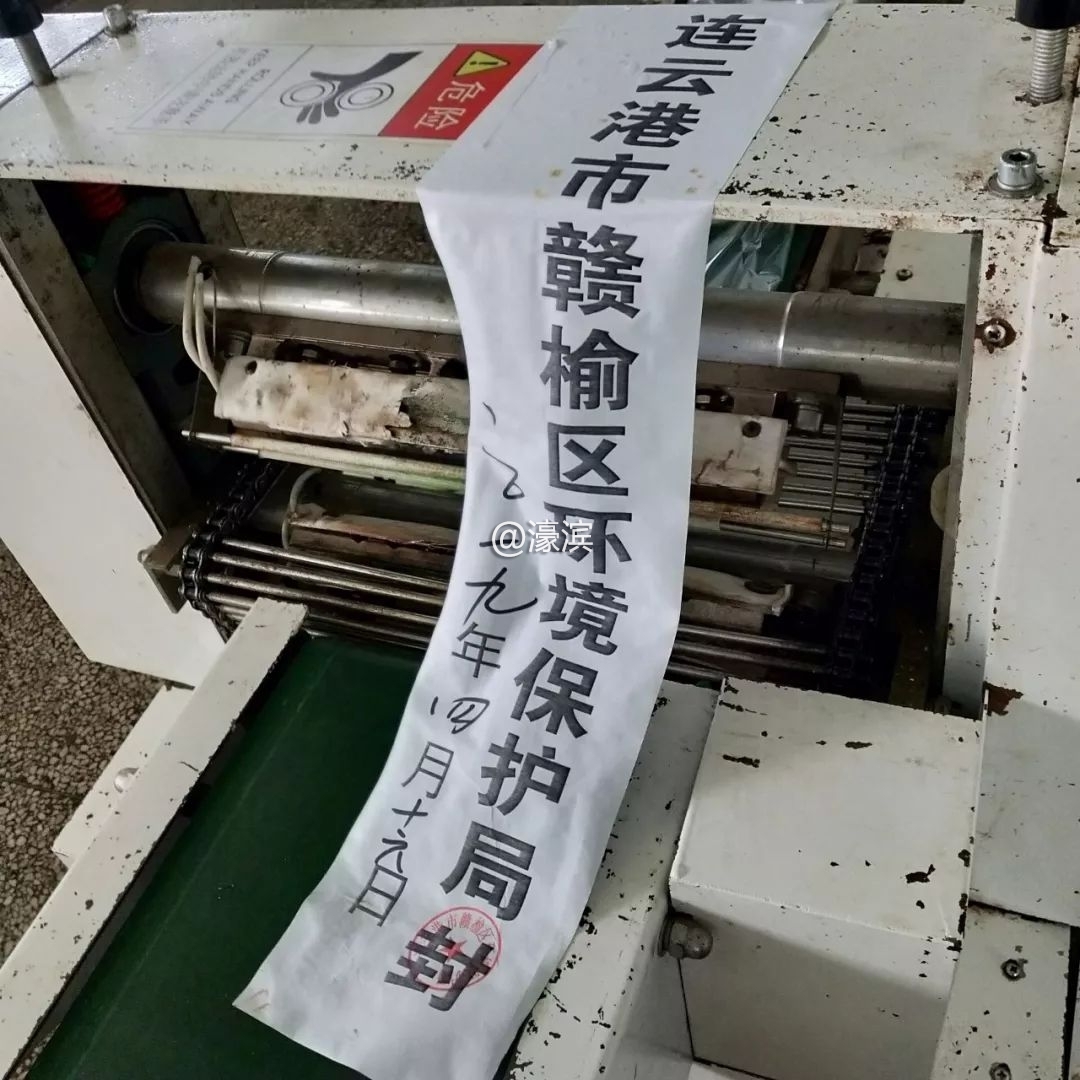 连云港市赣榆区环境保护局封
二〇一九年四月十六日
危险
@濠滨